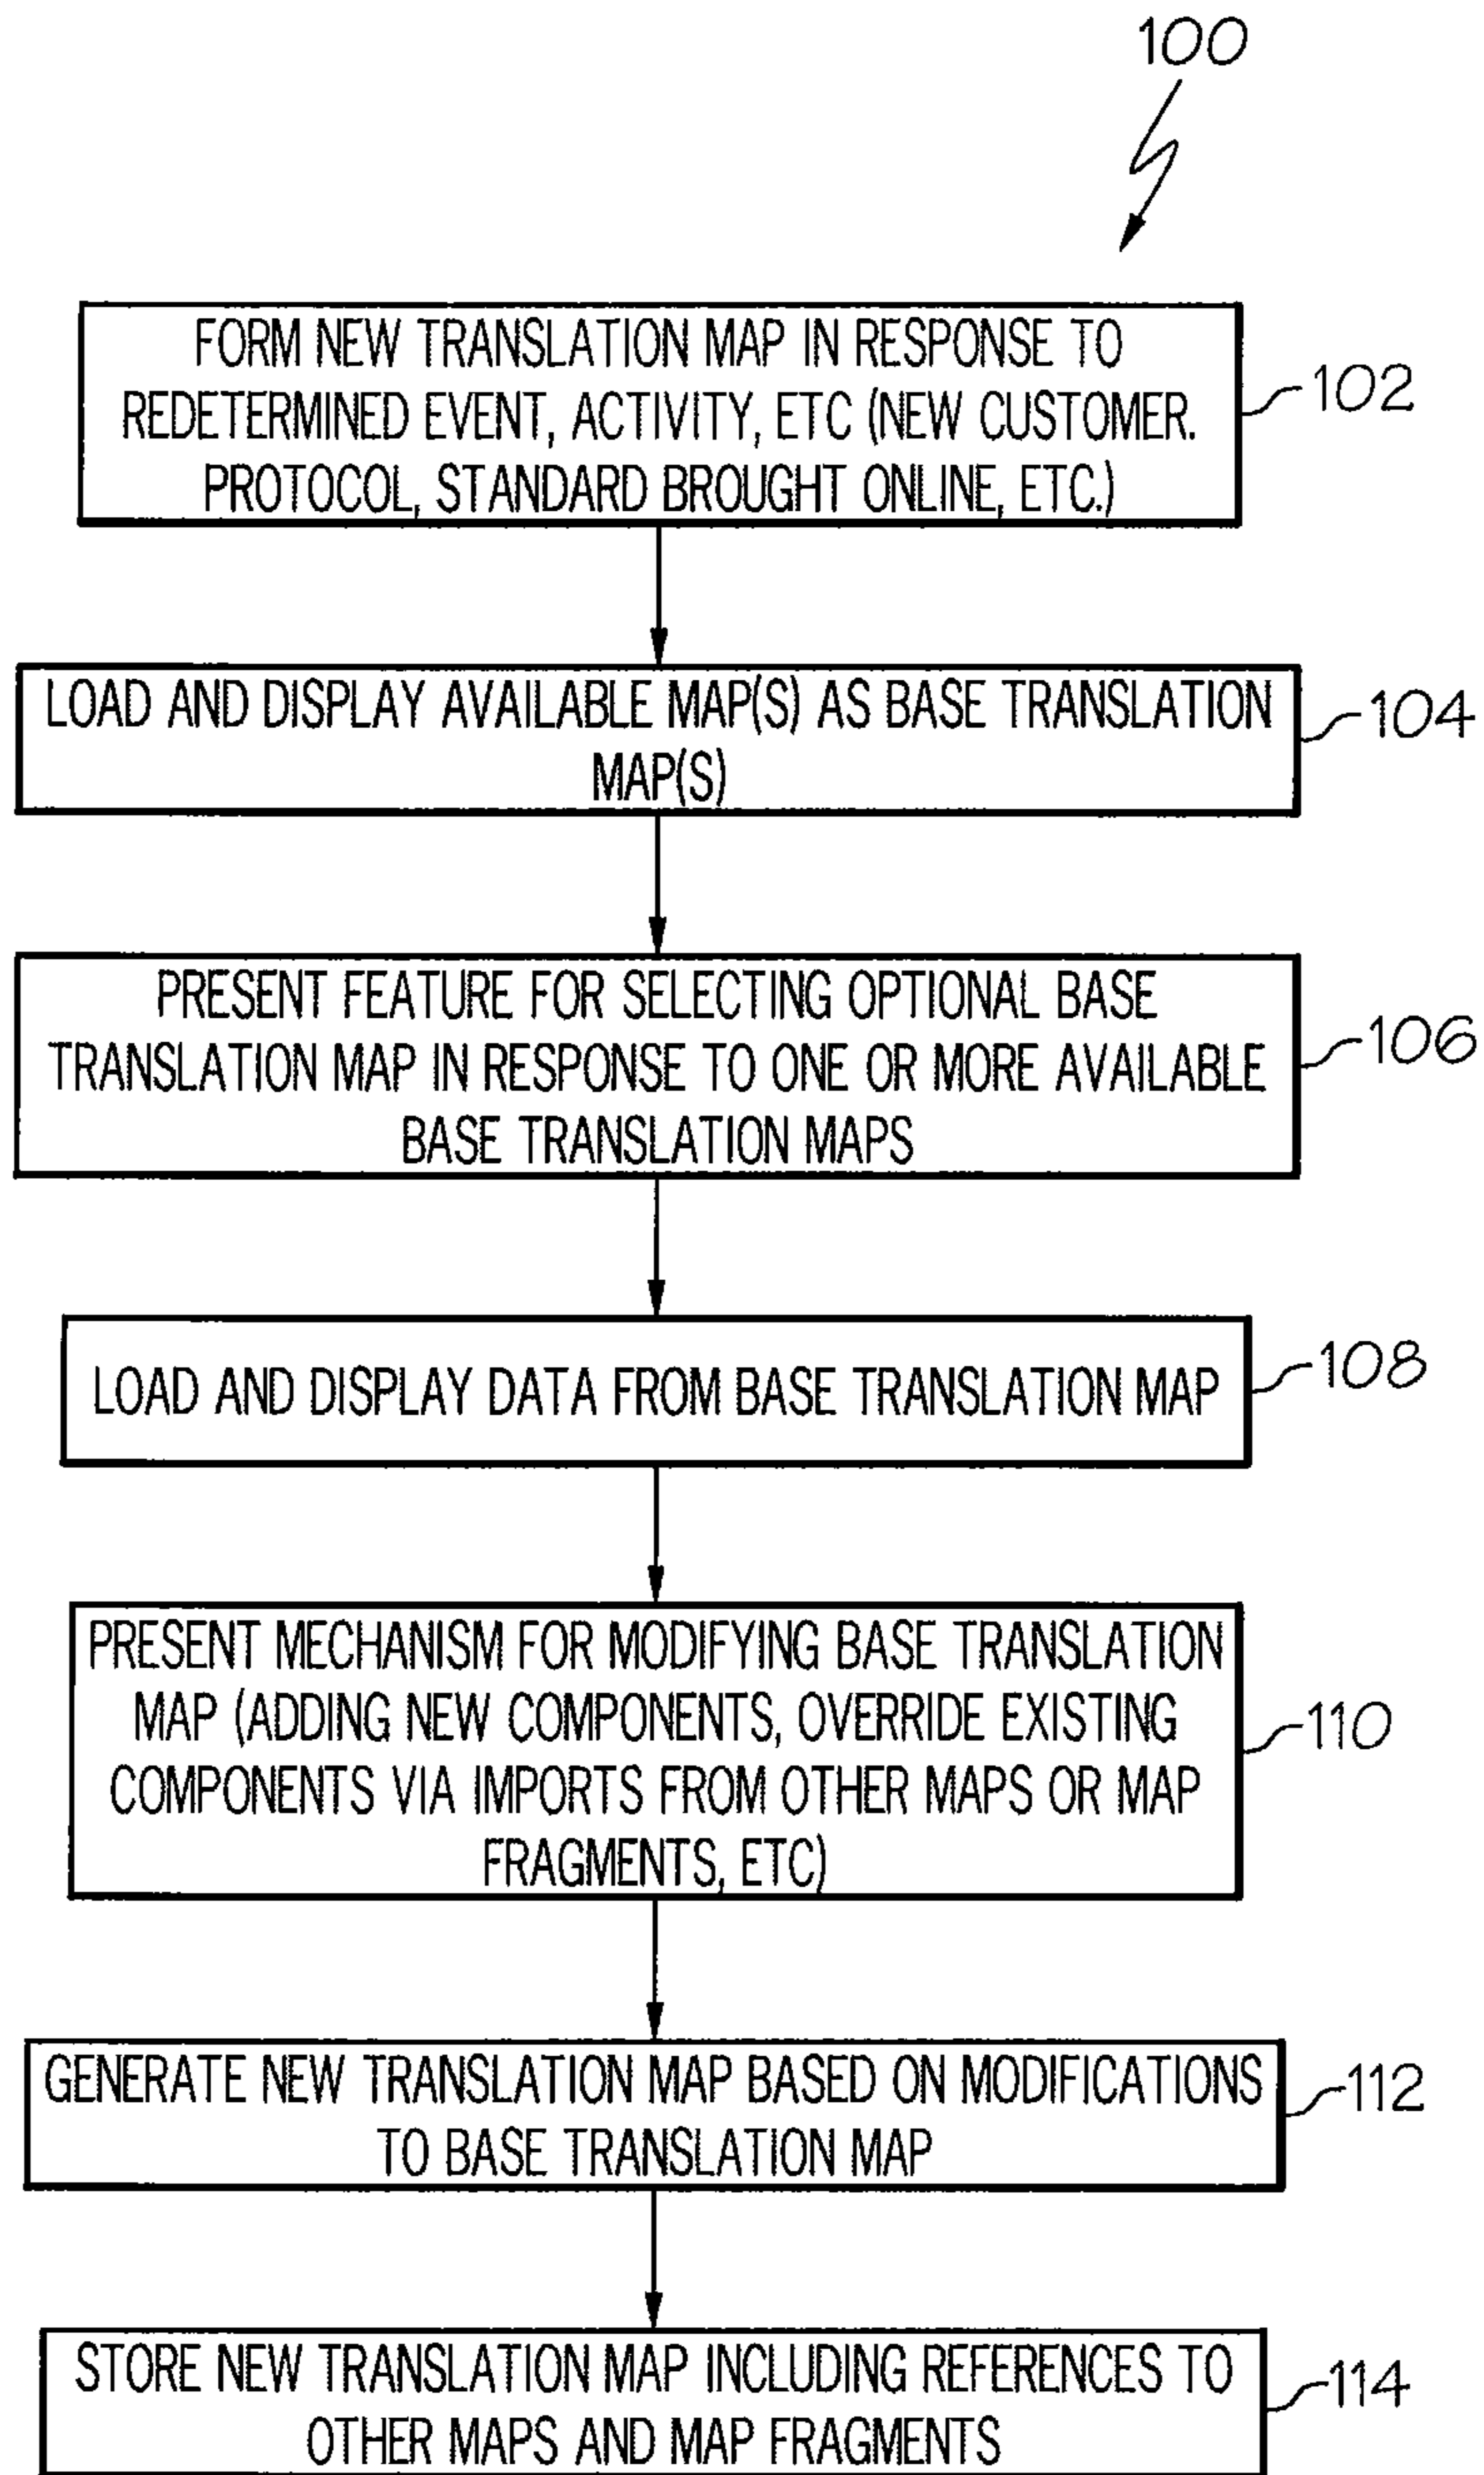 100
FORM NEW TRANSLATION MAP IN RESPONSE TO
REDETERMINED EVENT, ACTIVITY, ETC (NEW CUSTOMER.
PROTOCOL, STANDARD BROUGHT ONLINE, ETC.)
102
LOAD AND DISPLAY AVAILABLE MAP(S) AS BASE TRANSLATION
MAP(S)
104
PRESENT FEATURE FOR SELECTING OPTIONAL BASE
TRANSLATION MAP IN RESPONSE TO ONE OR MORE AVAILABLE
BASE TRANSLATION MAPS
106
LOAD AND DISPLAY DATA FROM BASE TRANSLATION MAP
108
PRESENT MECHANISM FOR MODIFYING BASE TRANSLATION
MAP (ADDING NEW COMPONENTS, OVERRIDE EXISTING
COMPONENTS VIA IMPORTS FROM OTHER MAPS OR MAP
FRAGMENTS, ETC)
110
GENERATE NEW TRANSLATION MAP BASED ON MODIFICATIONS
TO BASE TRANSLATION MAP
112
STORE NEW TRANSLATION MAP INCLUDING REFERENCES TO
OTHER MAPS AND MAP FRAGMENTS
114